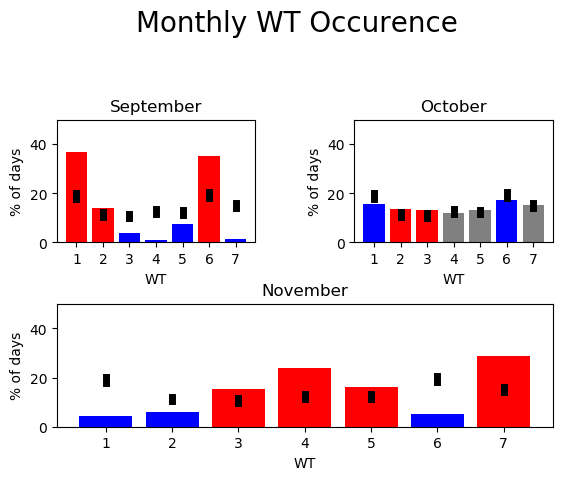 Monthly WT Occurence
September
% of days
40
20
0
1 2 3 4 5 6 7
WT
October
% of days
40
20
0
1 2 3 4 5 6 7
WT
November
% of days
40
20
0
1 2 3 4 5 6 7
WT